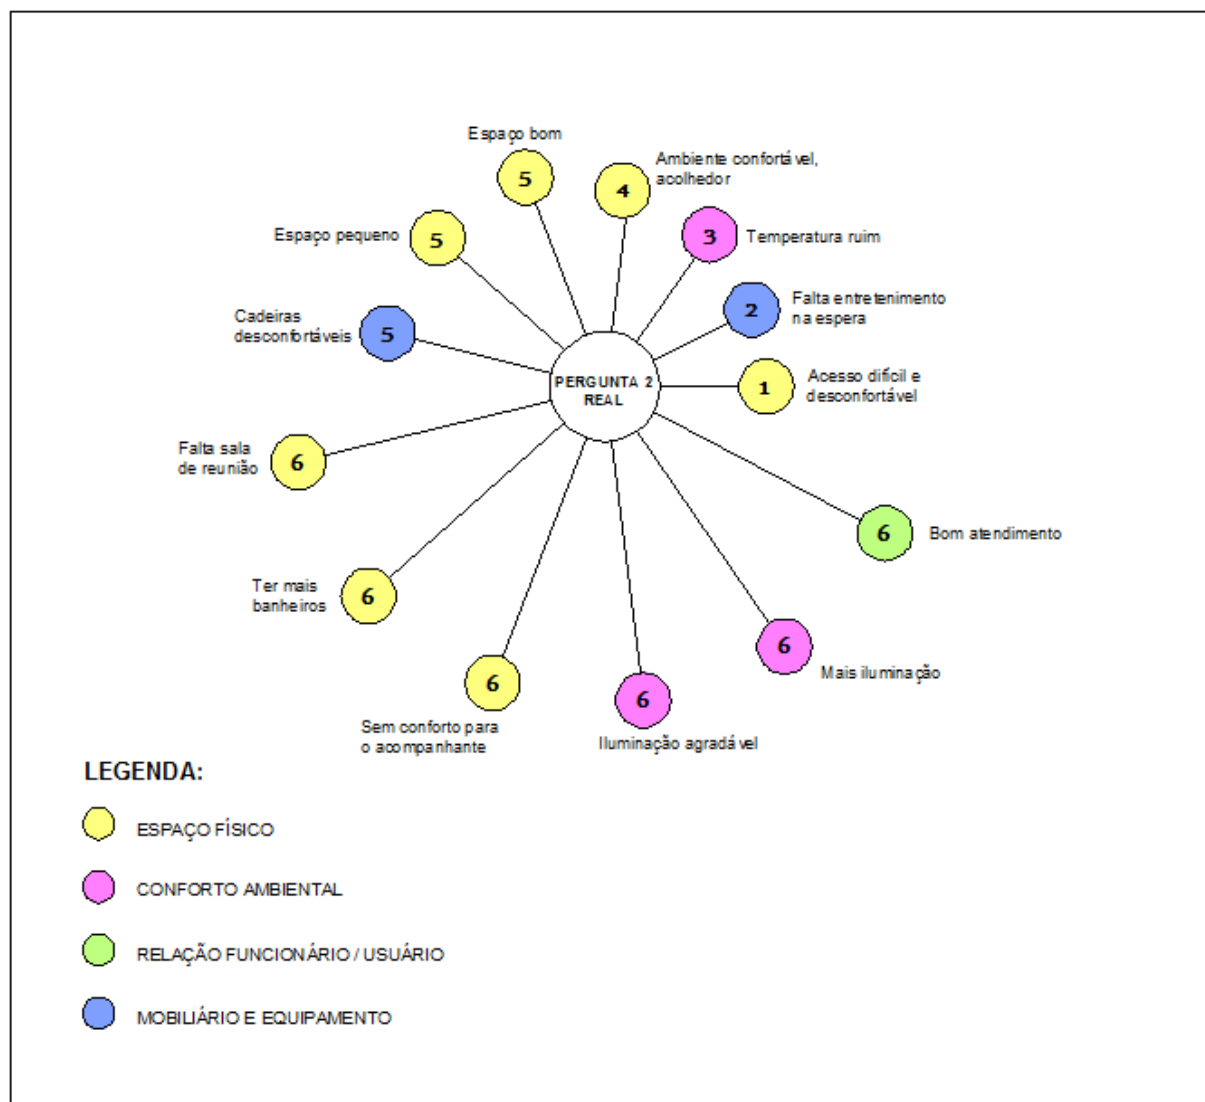 Espaço bom
5
Ambiente confortável,
acolhedor
4
Espaço pequeno
5
3
Temperatura ruim
Cadeiras
desconfortáveis
5
2
Falta entretenimento
na espera
PERGUNTA 2
REAL
1
Acesso difícil e
desconfortável
Falta sala
de reunião
6
6
Bom atendimento
Ter mais
banheiros
6
6
Mais iluminação
6
Sem conforto para
o acompanhante
6
Iluminação agradável
LEGENDA:
ESPAÇO FÍSICO
CONFORTO AMBIENTAL
RELAÇÃO FUNCIONÁRIO / USUÁRIO
MOBILIÁRIO E EQUIPAMENTO